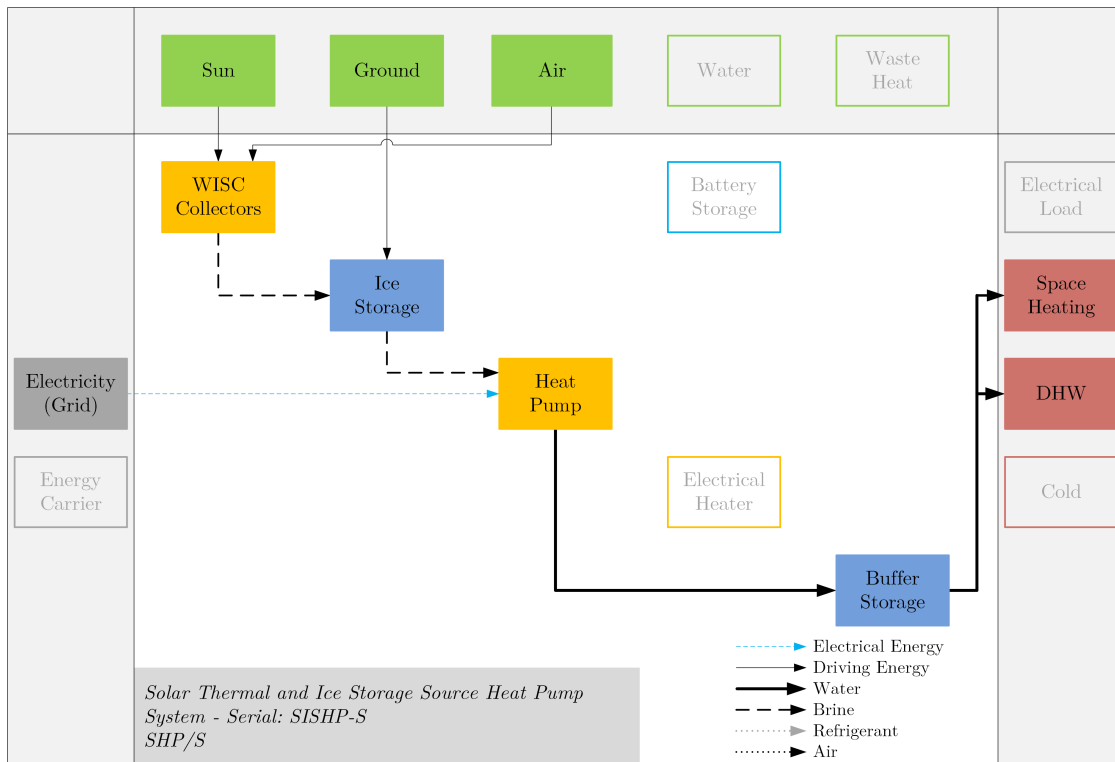 Sun
Ground
Air
Water
Waste
Heat
WISC
Collectors
Battery
Storage
Electrical
Load
Ice
Storage
Space
Heating
Electricity
(Grid)
Heat
Pump
DHW
Energy
Carrier
Electrical
Heater
Cold
Buffer
Storage
Electrical Energy
Driving Energy
Water
Brine
Refrigerant
Air
Solar Thermal and Ice Storage Source Heat Pump
System - Serial: SISHP-S
SHP/S